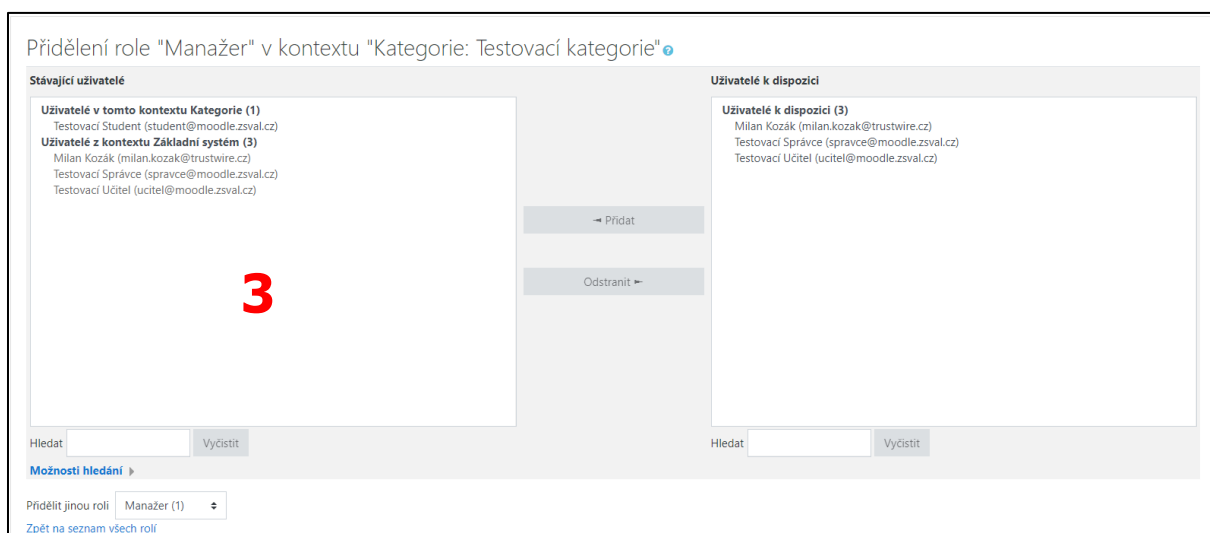 Přidělení role "Manažer" v kontextu "Kategorie: Testovací kategorie"
Stávající uživatelé
Uživatelé v tomto kontextu Kategorie (1)
Testovací Student (student@moodle.zsval.cz)
Uživatelé z kontextu Základní systém (3)
Milan Kozák (milan.kozak@trustwire.cz)
Testovací Správce (spravce@moodle.zsval.cz)
Testovací Učitel (ucitel@moodle.zsval.cz)
3
Hledat
Vyčistit
Možnosti hledání
Přidat
Odstranit
Uživatelé k dispozici
Uživatelé k dispozici (3)
Milan Kozák (milan.kozak@trustwire.cz)
Testovací Správce (spravce@moodle.zsval.cz)
Testovací Učitel (ucitel@moodle.zsval.cz)
Hledat
Vyčistit
Přidělit jinou roli Manažer (1)
Zpět na seznam všech rolí